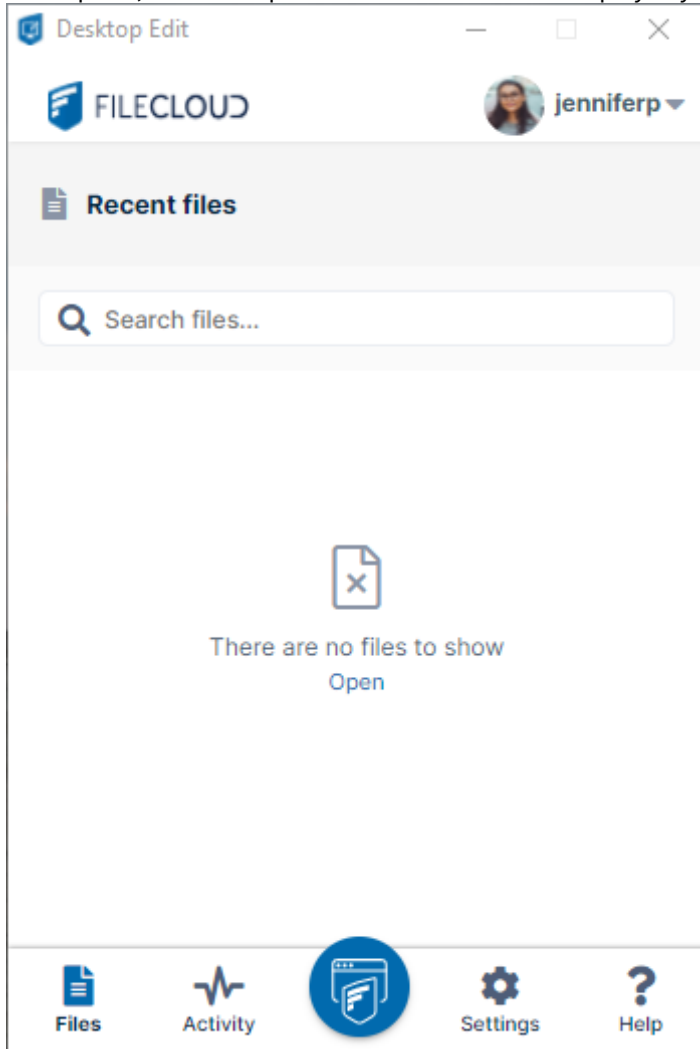 Desktop Edit
FILECLOUD
jenniferp
Recent files
Search files...
There are no files to show
Open
Files
Activity
Settings
Help